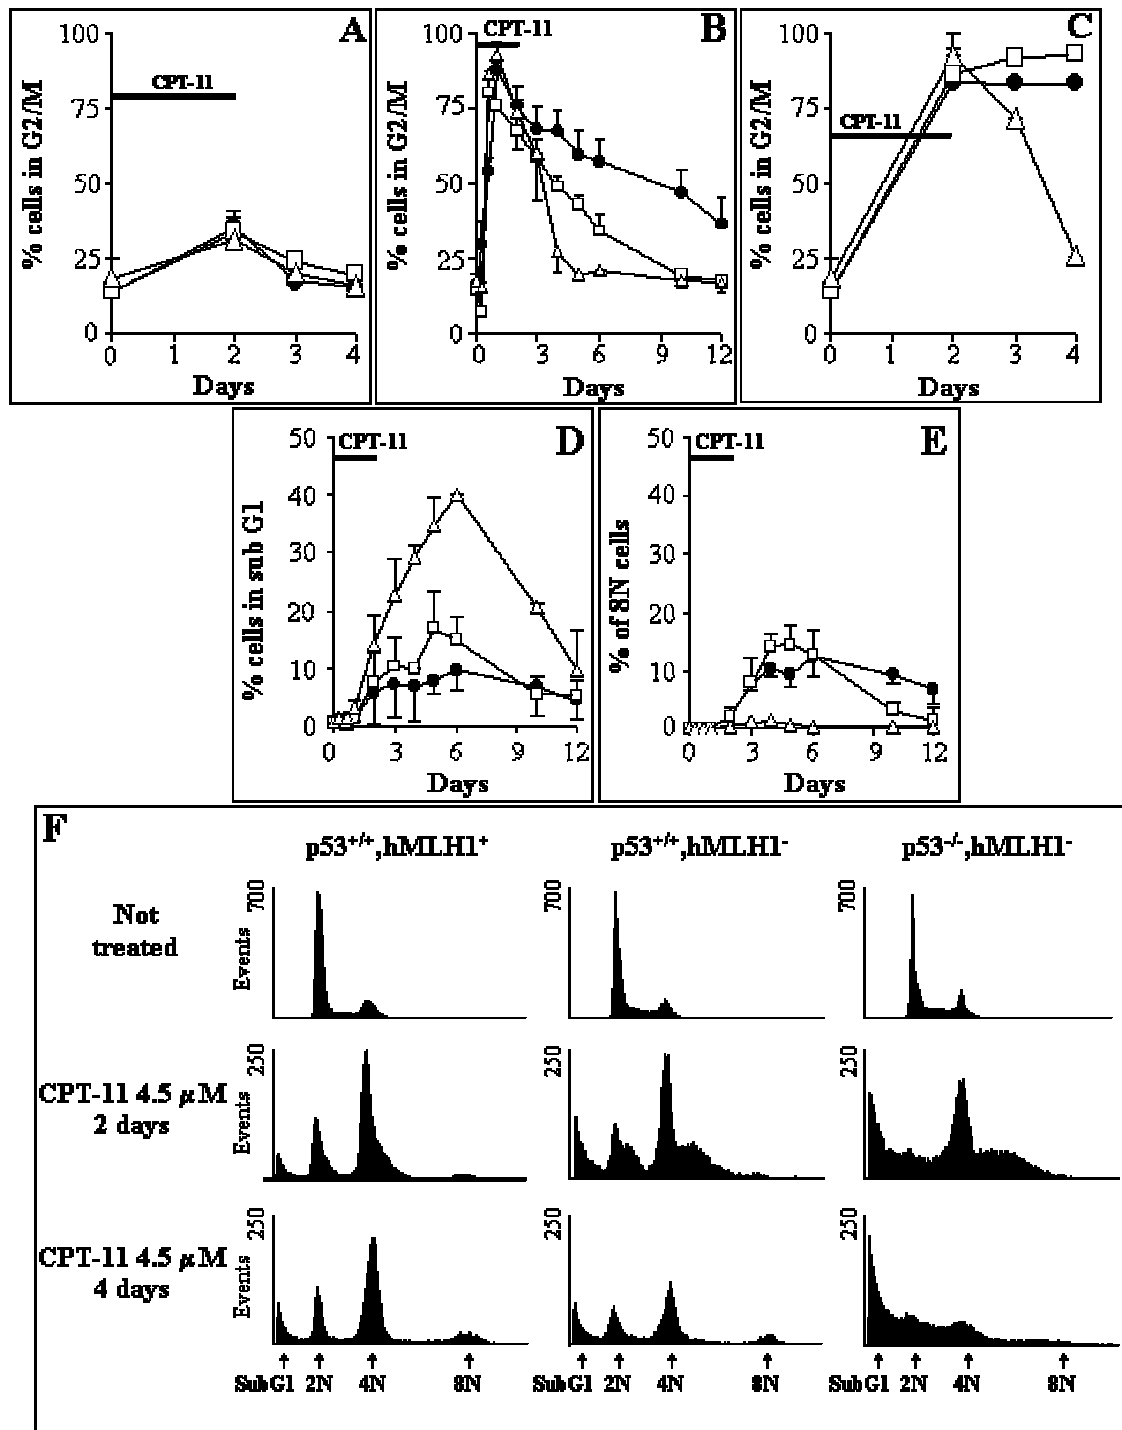 A
100
75
50
25
0
% cells in G2/M
CPT-11
0 1 2 3 4
Days
B
100
75
50
25
0
% cells in G2/M
CPT-11
0 3 6 9 12
Days
C
100
75
50
25
0
% cells in G2/M
CPT-11
0 2 3 4
Days
D
50
40
30
20
10
0
% cells in sub G1
CPT-11
0 3 6 9 12
Days
E
50
40
30
20
10
0
% of 8N cells
CPT-11
0 3 6 9 12
Days
F
p53+/+,hMLH1+ p53+/+,hMLH1- p53-/-,hMLH1-
Not
treated
Events
700 700 700
CPT-11 4.5 µM
2 days
Events
250 250 250
CPT-11 4.5 µM
4 days
Events
250 250 250
Sub G1 2N 4N 8N Sub G1 2N 4N 8N Sub G1 2N 4N 8N